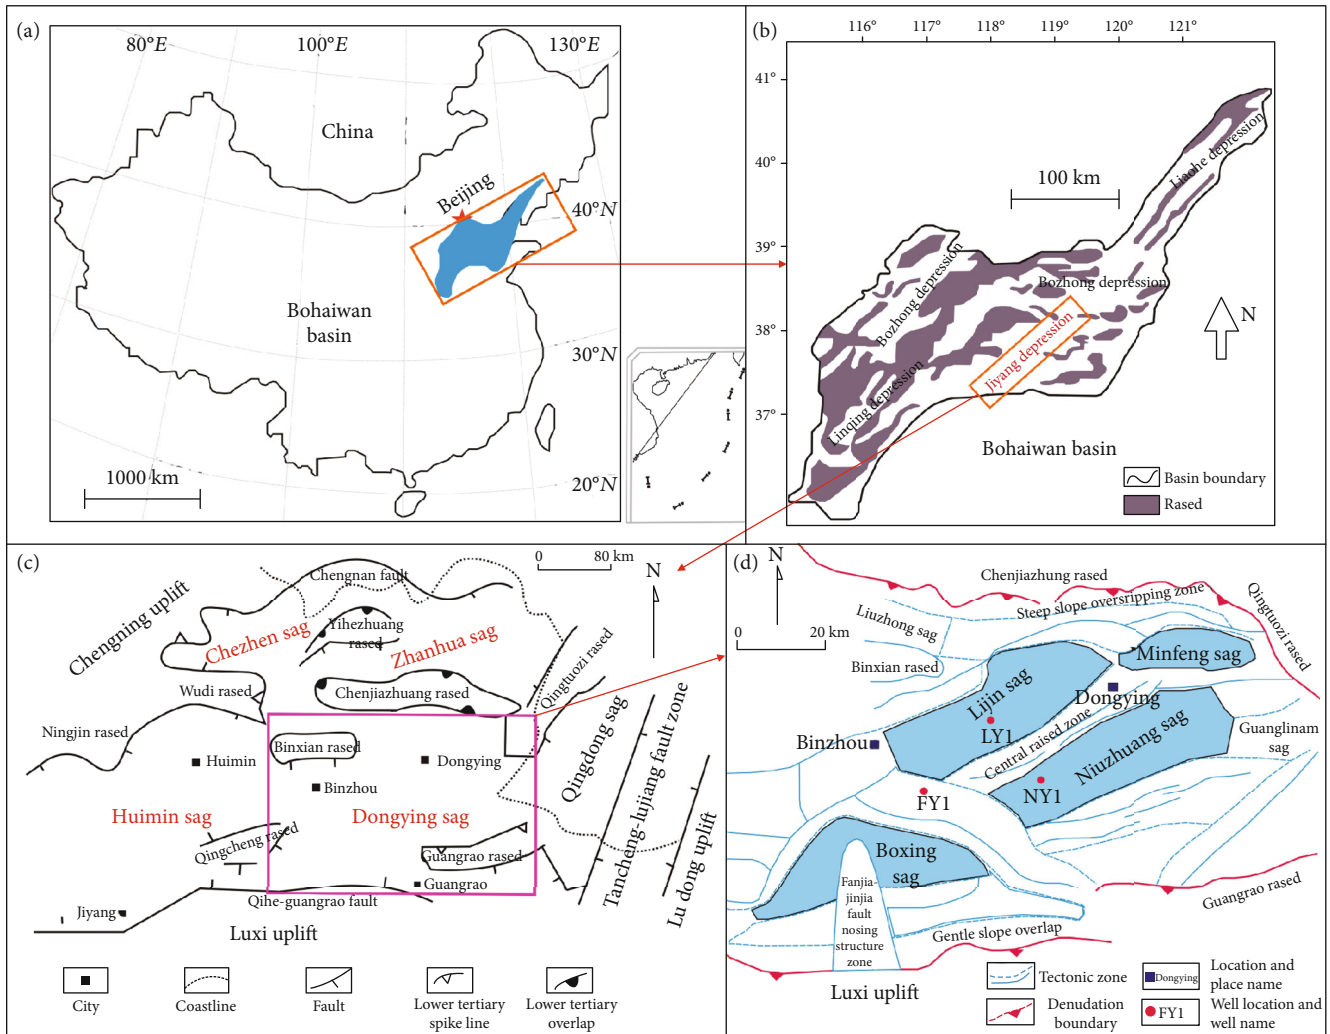 (a)
80°E
100°E
130°E
China
Beijing
40°N
Bohaiwan
basin
30°N
1000 km
20°N
(b)
116°
117°
118°
119°
120°
121°
41°
40°
39°
38°
37°
100 km
Liaohe depression
Bozhong depression
Bozhong depression
N
Jiyang depression
Linqing depression
Bohaiwan basin
Basin boundary
Rased
(c)
0
80 km
N
Chengnan fault
Chengning uplift
Chezhen sag
Yihezhuang
rased
Zhanhua sag
Qingtuozi rased
Wudi rased
Chenjiazhuang rased
Ningjin rased
Binxian rased
Huimin
Dongying
Binzhou
Qingdong sag
Tancheng-lujiang fault zone
Lu dong uplift
Huimin sag
Dongying sag
Qingcheng rased
Guangrao rased
Guangrao
Qihe-guangrao fault
Jiyang
Luxi uplift
City
Coastline
Fault
Lower tertiary
spike line
Lower tertiary
overlap
(d)
N
Chenjiazhung rased
Steep slope oversripping zone
Qingtuozi rased
Liuzhong sag
0
20 km
Binxian rased
Minfeng sag
Lijin sag
Dongying
LY1
Binzhou
Central raised zone
Niuzhuang sag
Guanglinam
sag
FY1
NY1
Boxing
sag
Fanjia-
jinjia
fault
nosing
structure
zone
Guangrao rased
Gentle slope overlap
Luxi uplift
Tectonic zone
Dongying
Location and
place name
Denudation
boundary
FY1
Well location and
well name